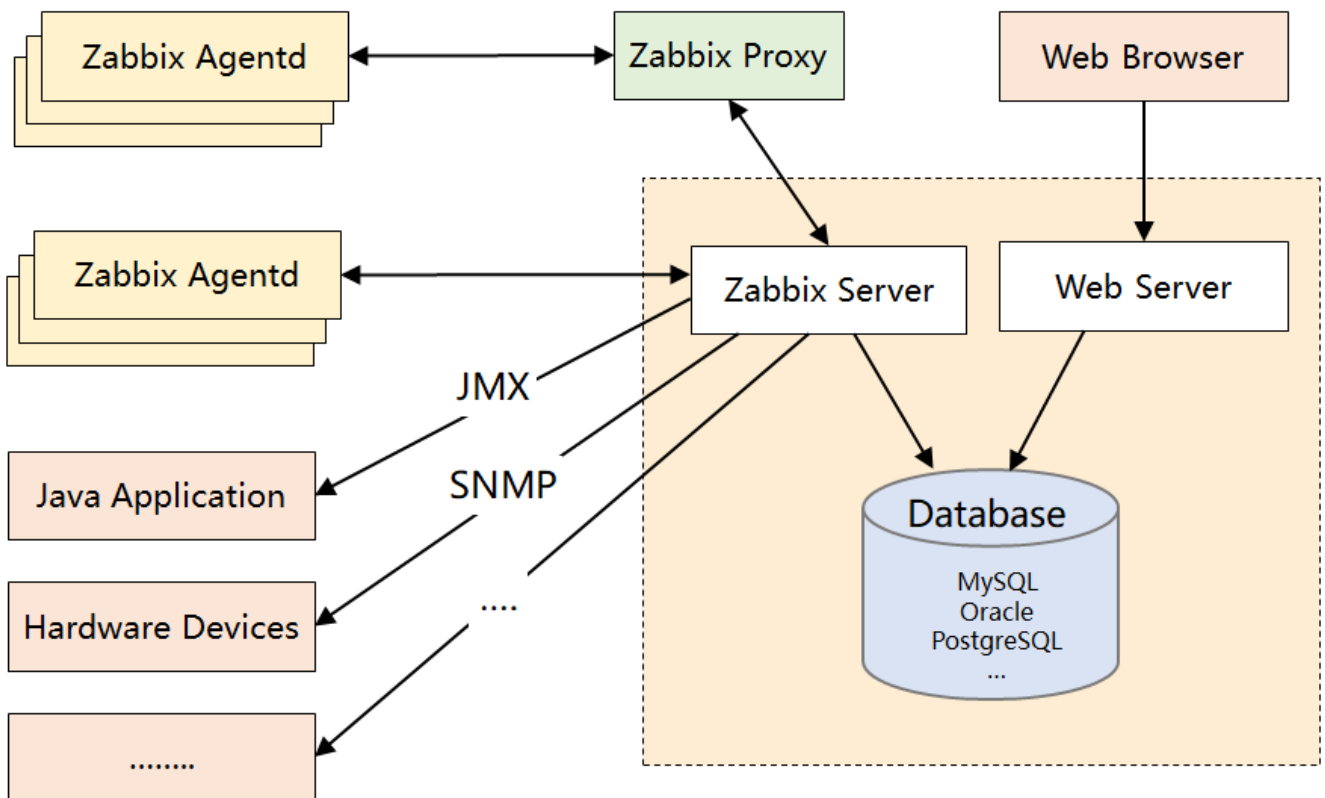 Zabbix Agentd
Zabbix Proxy
Web Browser
Zabbix Agentd
Zabbix Server
Web Server
JMX
SNMP
....
Java Application
Hardware Devices
........
Database
MySQL
Oracle
PostgreSQL
...